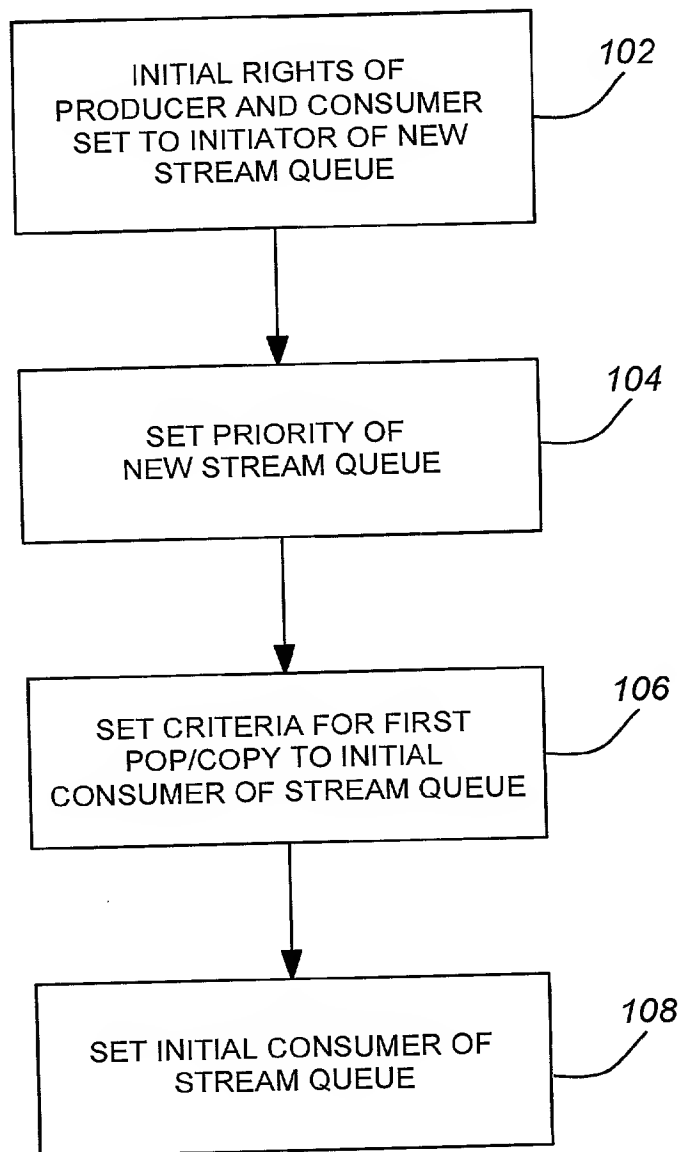 INITIAL RIGHTS OF
PRODUCER AND CONSUMER
SET TO INITIATOR OF NEW
STREAM QUEUE
102
SET PRIORITY OF
NEW STREAM QUEUE
104
SET CRITERIA FOR FIRST
POP/COPY TO INITIAL
CONSUMER OF STREAM QUEUE
106
SET INITIAL CONSUMER OF
STREAM QUEUE
108